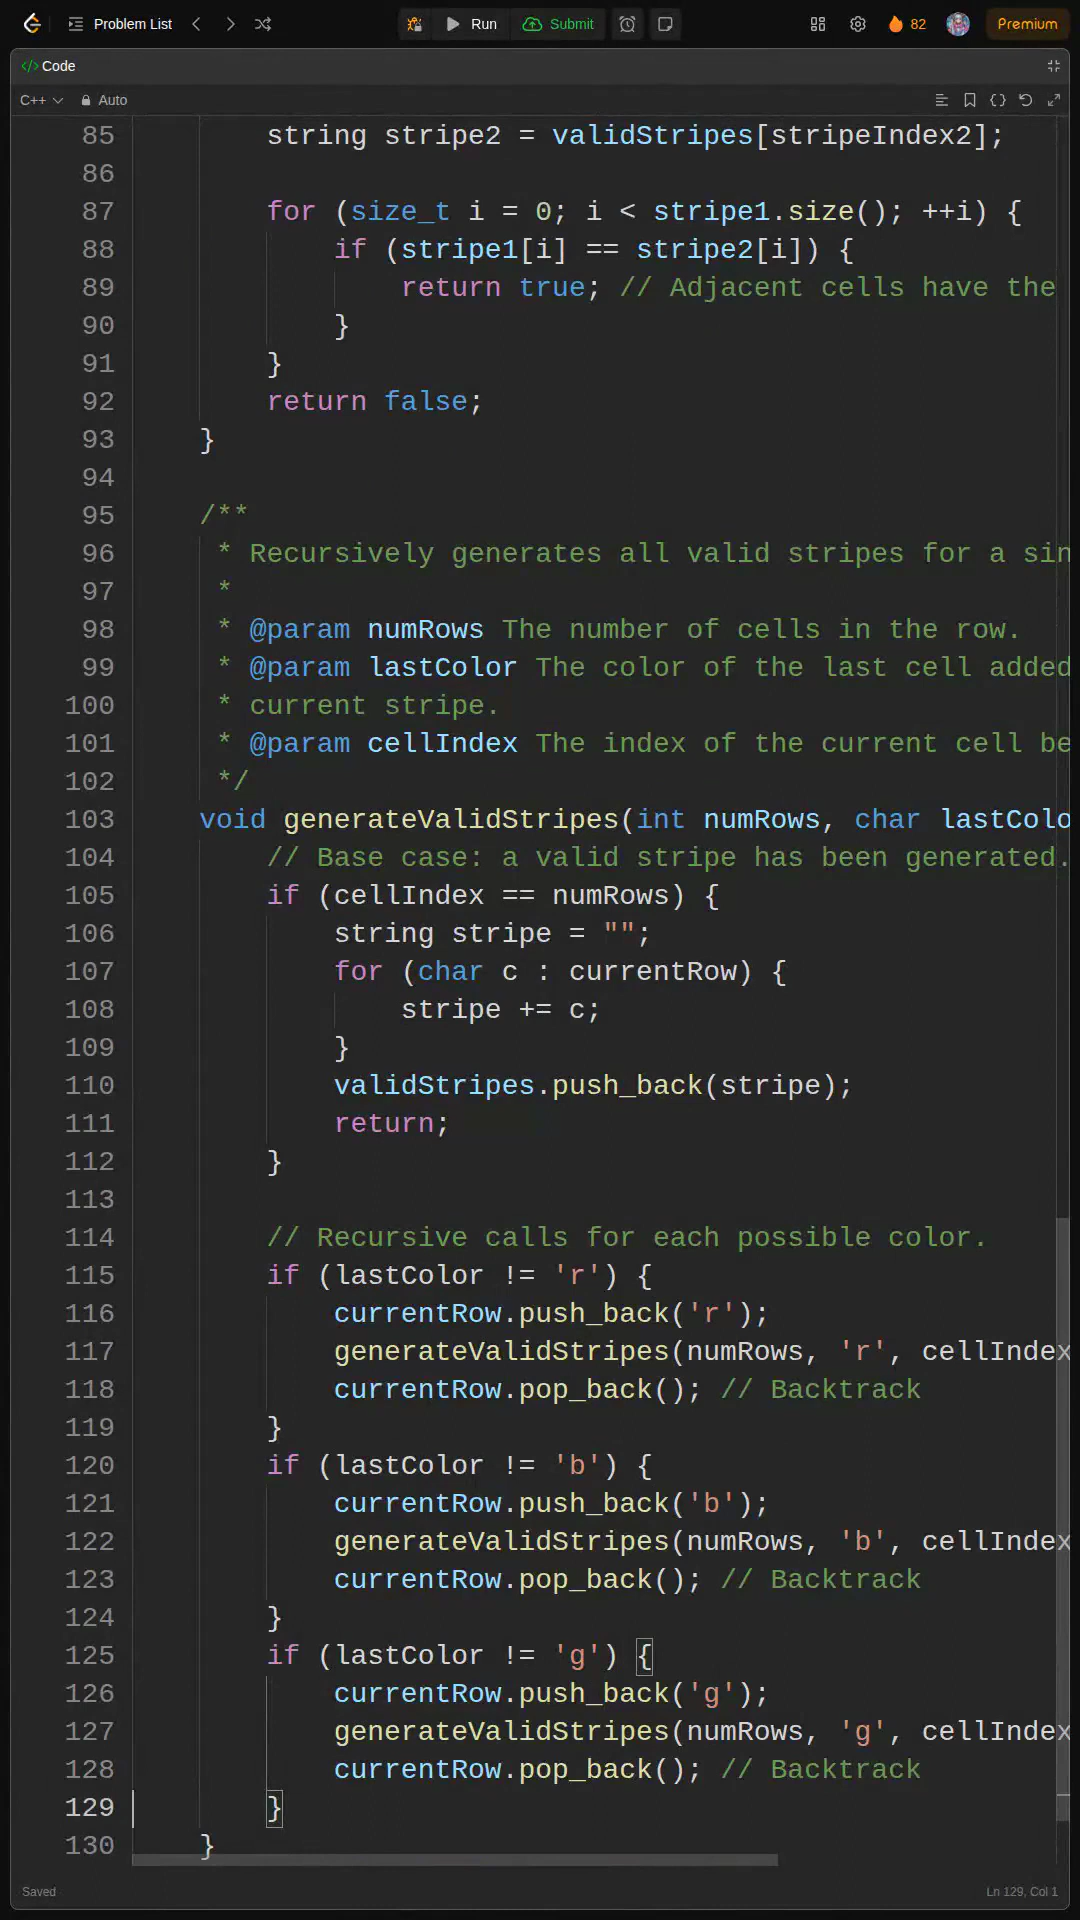 Problem List Run Submit 82 Premium
</> Code
C++ Auto
85 string stripe2 = validStripes[stripeIndex2];
86
87 for (size_t i = 0; i < stripe1.size(); ++i) {
88 if (stripe1[i] == stripe2[i]) {
89 return true; // Adjacent cells have the
90 }
91 }
92 return false;
93 }
94
95 /**
96 * Recursively generates all valid stripes for a sin
97 *
98 * @param numRows The number of cells in the row.
99 * @param lastColor The color of the last cell added
100 * current stripe.
101 * @param cellIndex The index of the current cell be
102 */
103 void generateValidStripes(int numRows, char lastColo
104 // Base case: a valid stripe has been generated.
105 if (cellIndex == numRows) {
106 string stripe = "";
107 for (char c : currentRow) {
108 stripe += c;
109 }
110 validStripes.push_back(stripe);
111 return;
112 }
113
114 // Recursive calls for each possible color.
115 if (lastColor != 'r') {
116 currentRow.push_back('r');
117 generateValidStripes(numRows, 'r', cellIndex
118 currentRow.pop_back(); // Backtrack
119 }
120 if (lastColor != 'b') {
121 currentRow.push_back('b');
122 generateValidStripes(numRows, 'b', cellIndex
123 currentRow.pop_back(); // Backtrack
124 }
125 if (lastColor != 'g') {
126 currentRow.push_back('g');
127 generateValidStripes(numRows, 'g', cellIndex
128 currentRow.pop_back(); // Backtrack
129 }
130 }
Saved Ln 129, Col 1